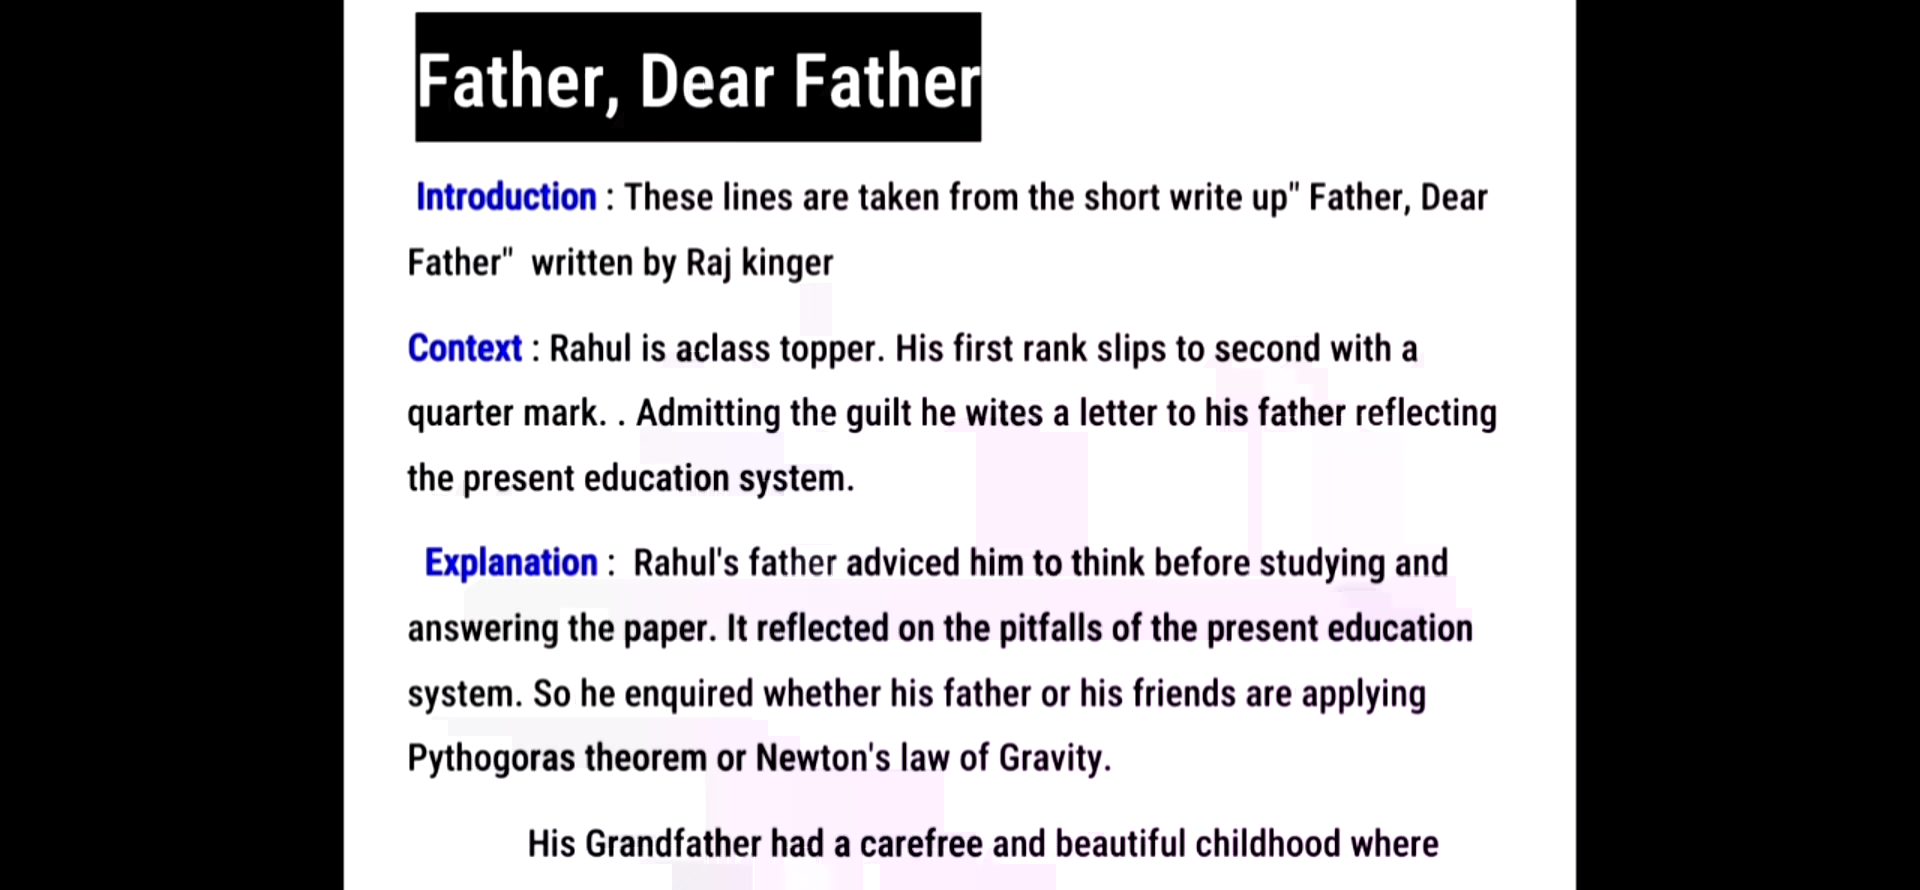 Father, Dear Father
Introduction : These lines are taken from the short write up" Father, Dear
Father" written by Raj kinger
Context : Rahul is aclass topper. His first rank slips to second with a
quarter mark. . Admitting the guilt he wites a letter to his father reflecting
the present education system.
Explanation : Rahul's father adviced him to think before studying and
answering the paper. It reflected on the pitfalls of the present education
system. So he enquired whether his father or his friends are applying
Pythogoras theorem or Newton's law of Gravity.
His Grandfather had a carefree and beautiful childhood where